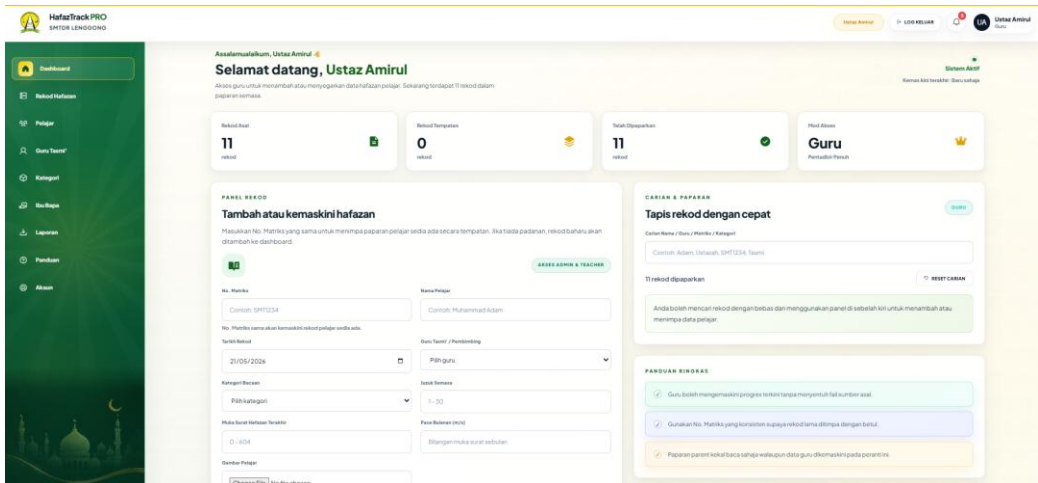 HafazTrack PRO
SMTDR LENGGONG
Ustaz Amirul
LOG KELUAR
UA
Ustaz Amirul
Guru
Dashboard
Rekod Hafazan
Pelajar
Guru Tasmi'
Kategori
Ibu Bapa
Laporan
Panduan
Akaun
Assalamualaikum, Ustaz Amirul
Selamat datang, Ustaz Amirul
Akses guru untuk menambah atau menyegarkan data hafazan pelajar. Sekarang terdapat 11 rekod dalam
paparan semasa.
Sistem Aktif
Kemas kini terakhir: Baru sahaja
Rekod Asal
11
rekod
Rekod Tempatan
0
rekod
Telah Dipaparkan
11
rekod
Mod Akses
Guru
Pentadbir Penuh
PANEL REKOD
Tambah atau kemaskini hafazan
Masukkan No. Matriks yang sama untuk menimpa paparan pelajar sedia ada secara tempatan. Jika tiada padanan, rekod baharu akan
ditambah ke dashboard.
AKSES ADMIN & TEACHER
No. Matriks
Nama Pelajar
Contoh: SMT1234
Contoh: Muhammad Adam
No. Matriks sama akan kemaskini rekod pelajar sedia ada.
Tarikh Rekod
Guru Tasmi' / Pembimbing
21/05/2026
Pilih guru
Kategori Bacaan
Juzuk Semasa
Pilih kategori
1 - 30
Muka Surat Hafazan Terakhir
Pace Bulanan (m/s)
0 - 604
Bilangan muka surat sebulan
Gambar Pelajar
Choose File No file chosen
CARIAN & PAPARAN
Tapis rekod dengan cepat
GURU
Carian Nama / Guru / Matriks / Kategori
Contoh: Adam, Ustazah, SMT1234, Tasmi
11 rekod dipaparkan
RESET CARIAN
Anda boleh mencari rekod dengan bebas dan menggunakan panel di sebelah kiri untuk menambah atau
menimpa data pelajar.
PANDUAN RINGKAS
Guru boleh mengemaskini progres terkini tanpa menyentuh fail sumber asal.
Gunakan No. Matriks yang konsisten supaya rekod lama ditimpa dengan betul.
Paparan parent kekal baca sahaja walaupun data guru dikemaskini pada peranti ini.